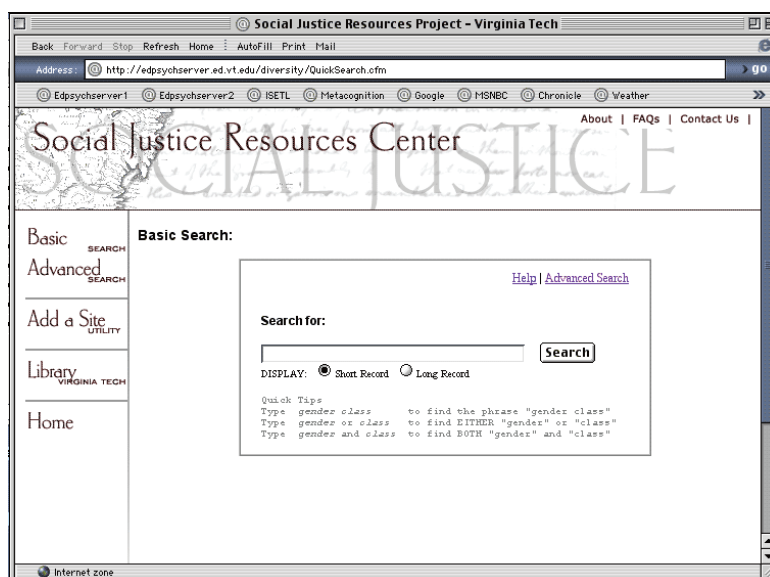 Social Justice Resources Project - Virginia Tech
Back Forward Stop Refresh Home AutoFill Print Mail
Address: http://edpsychserver.ed.vt.edu/diversity/QuickSearch.cfm go
Edpsychserver1 Edpsychserver2 ISETL Metacognition Google MSNBC Chronicle Weather »
About | FAQs | Contact Us |
Social Justice Resources Center
SOCIAL JUSTICE
Basic SEARCH
Advanced SEARCH
Add a Site UTILITY
Library VIRGINIA TECH
Home
Basic Search:
Help | Advanced Search
Search for:
Search
DISPLAY: Short Record Long Record
Quick Tips
Type gender class to find the phrase "gender class"
Type gender or class to find EITHER "gender" or "class"
Type gender and class to find BOTH "gender" and "class"
Internet zone